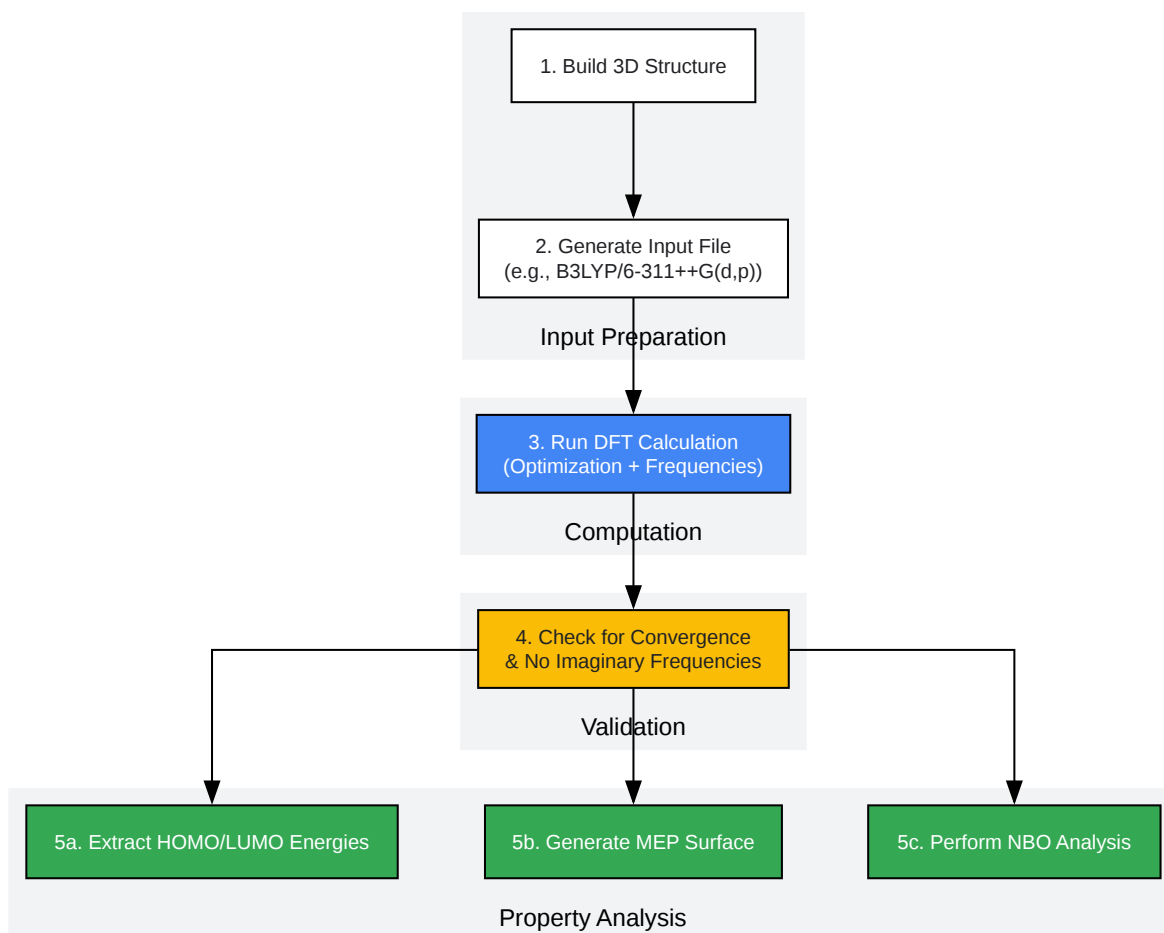 1. Build 3D Structure
2. Generate Input File
(e.g., B3LYP/6-311++G(d,p))
Input Preparation
3. Run DFT Calculation
(Optimization + Frequencies)
Computation
4. Check for Convergence
& No Imaginary Frequencies
Validation
5a. Extract HOMO/LUMO Energies
5b. Generate MEP Surface
5c. Perform NBO Analysis
Property Analysis